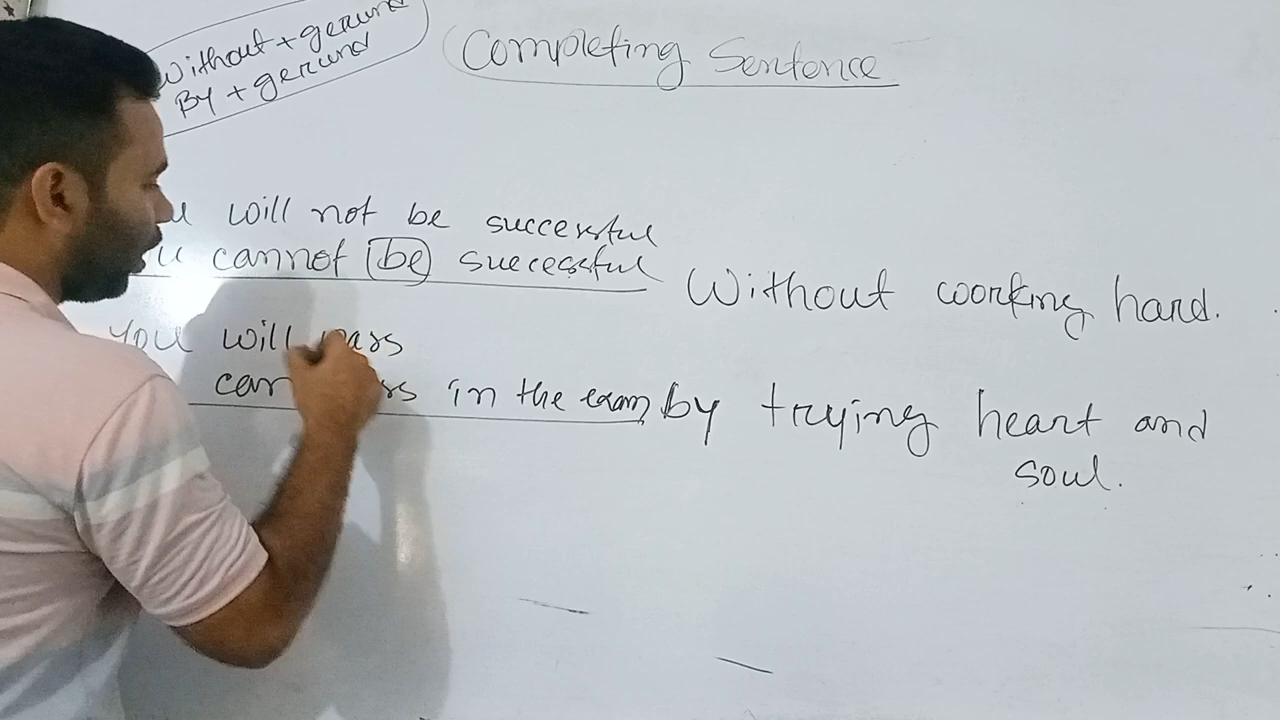 Without + gerund
By + gerund
Completing Sentence
will not be successful
cannot be successful Without working hard.
You will pass
can in the exam by trying heart and
soul.